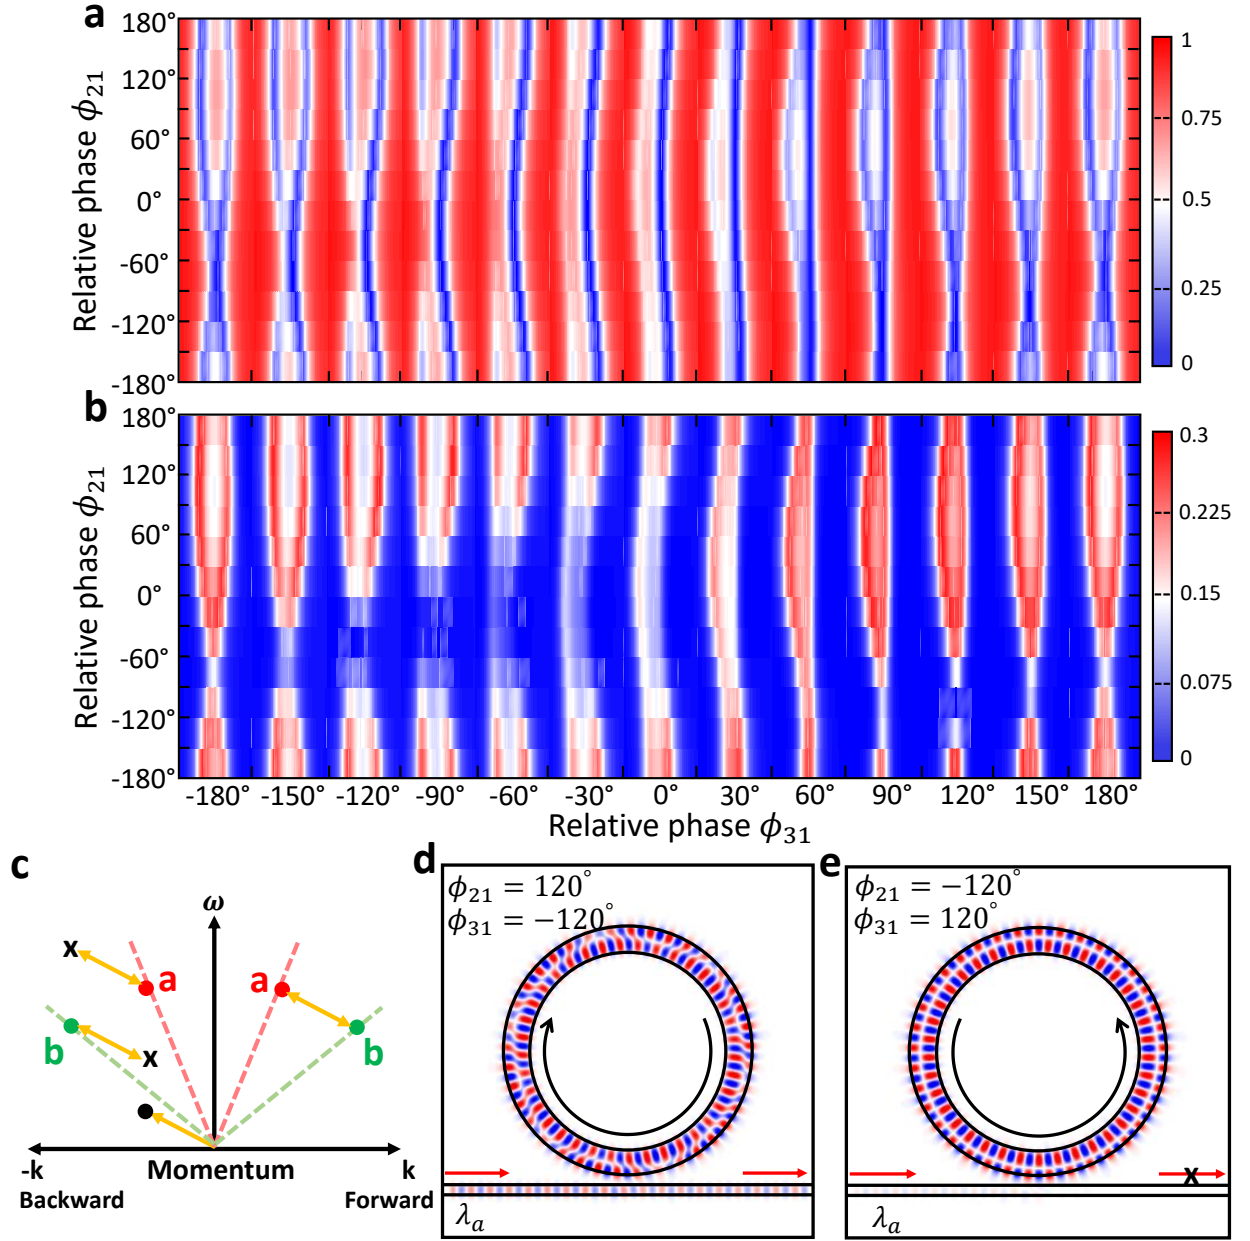 a
180°
120°
60°
0°
-60°
-120°
-180°
Relative phase ϕ₂₁
1
0.75
0.5
0.25
0
b
180°
120°
60°
0°
-60°
-120°
-180°
Relative phase ϕ₂₁
0.3
0.225
0.15
0.075
0
-180° -150° -120° -90° -60° -30° 0° 30° 60° 90° 120° 150° 180°
Relative phase ϕ₃₁
c
ω
x
a
a
b
x
b
-k
Momentum
k
Backward
Forward
d
ϕ₂₁ = 120°
ϕ₃₁ = −120°
λₐ
e
ϕ₂₁ = −120°
ϕ₃₁ = 120°
x
λₐ